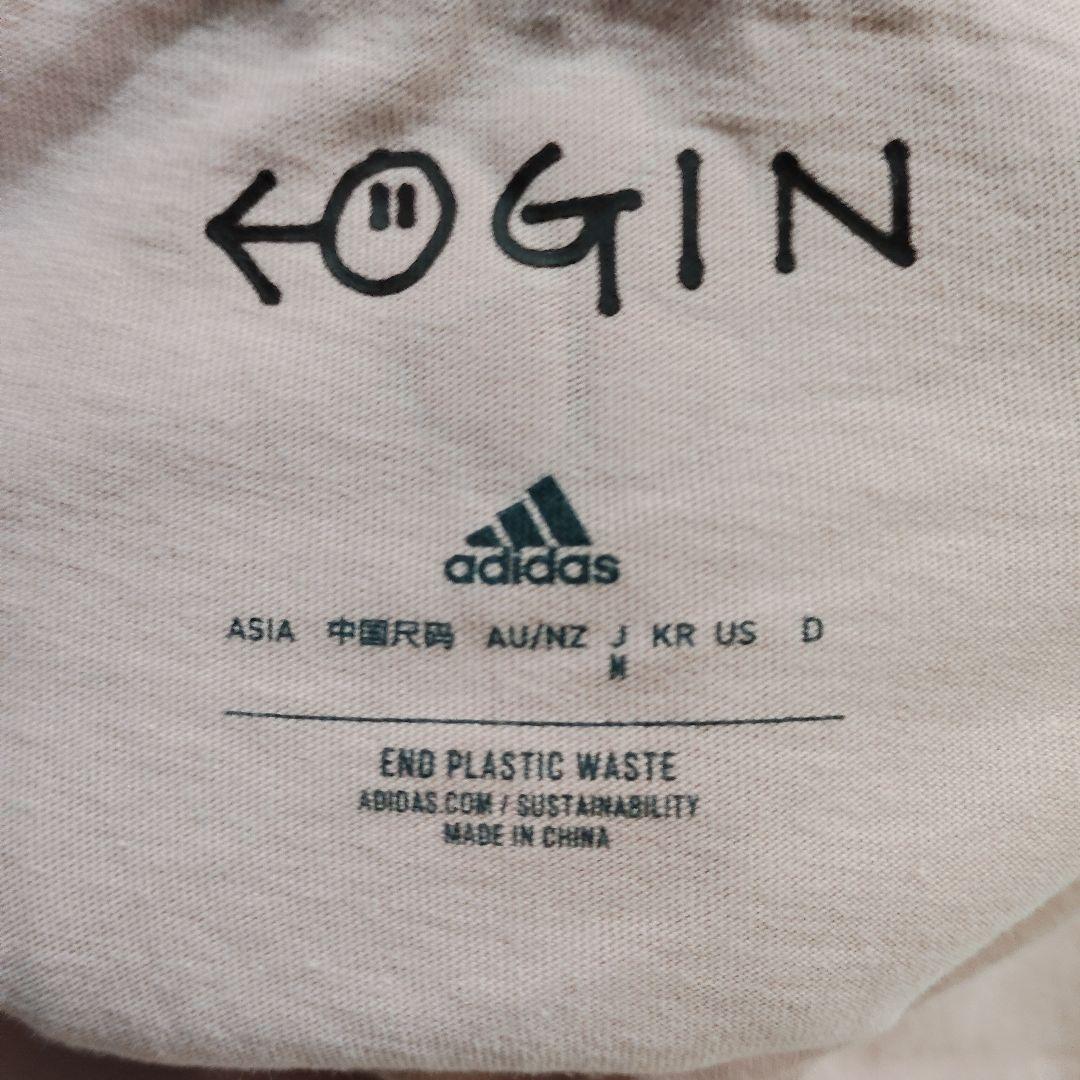 LOGIN
adidas
ASIA 中国尺码 AU/NZ J KR US D
M
END PLASTIC WASTE
ADIDAS.COM / SUSTAINABILITY
MADE IN CHINA